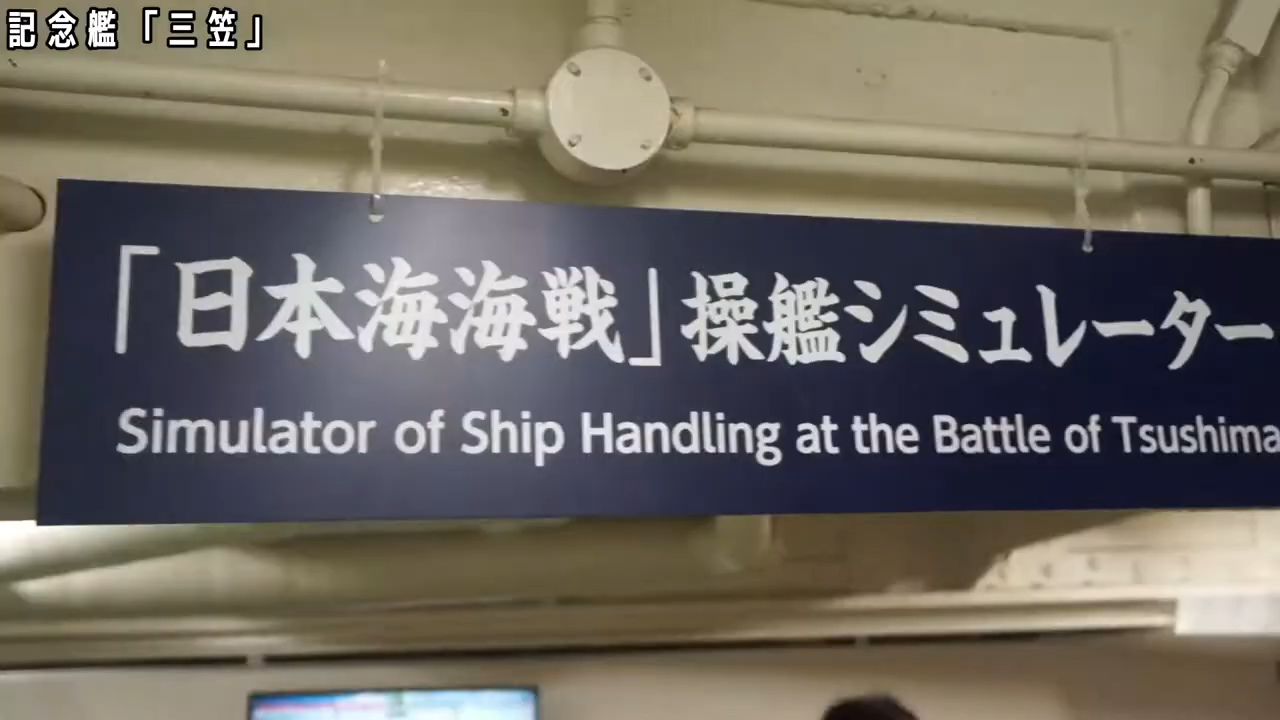 記念艦「三笠」
「日本海海戦」操艦シミュレーター
Simulator of Ship Handling at the Battle of Tsushima